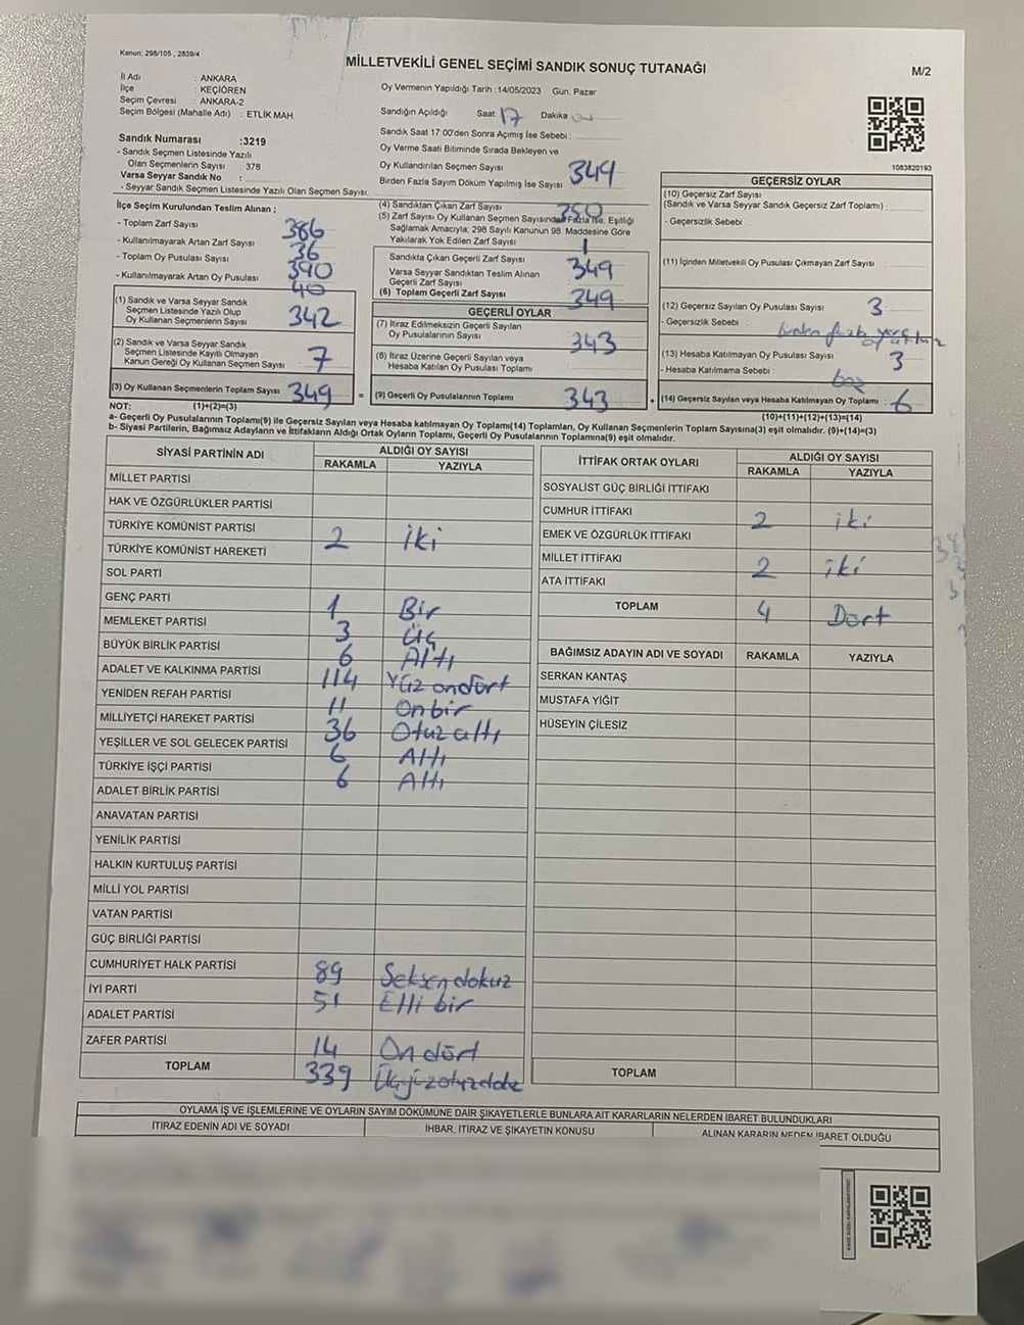 Kanun: 298/105, 2839/4
MİLLETVEKİLİ GENEL SEÇİMİ SANDIK SONUÇ TUTANAĞI
M/2
İl Adı : ANKARA
İlçe : KEÇİÖREN
Seçim Çevresi : ANKARA-2
Seçim Bölgesi (Mahalle Adı) : ETLİK MAH.
Oy Vermenin Yapıldığı Tarih :14/05/2023 Gün: Pazar
Sandığın Açıldığı Saat 17 Dakika
Sandık Saat 17:00'den Sonra Açılmış İse Sebebi :
Oy Verme Saati Bitiminde Sırada Bekleyen ve
Oy Kullandırılan Seçmen Sayısı 349
Birden Fazla Sayım Döküm Yapılmış İse Sayısı
1083820193
Sandık Numarası :3219
- Sandık Seçmen Listesinde Yazılı
Olan Seçmenlerin Sayısı : 378
Varsa Seyyar Sandık No :
- Seyyar Sandık Seçmen Listesinde Yazılı Olan Seçmen Sayısı:
İlçe Seçim Kurulundan Teslim Alınan ;
- Toplam Zarf Sayısı : 386
- Kullanılmayarak Artan Zarf Sayısı : 36
- Toplam Oy Pusulası Sayısı : 390
- Kullanılmayarak Artan Oy Pusulası : 40
(1) Sandık ve Varsa Seyyar Sandık
Seçmen Listesinde Yazılı Olup
Oy Kullanan Seçmenlerin Sayısı 342
(2) Sandık ve Varsa Seyyar Sandık
Seçmen Listesinde Kayıtlı Olmayan
Kanun Gereği Oy Kullanan Seçmen Sayısı 7
(3) Oy Kullanan Seçmenlerin Toplam Sayısı 349
(1)+(2)=(3)
(4) Sandıktan Çıkan Zarf Sayısı 350
(5) Zarf Sayısı Oy Kullanan Seçmen Sayısından Fazla İse, Eşitliği
Sağlamak Amacıyla; 298 Sayılı Kanunun 98. Maddesine Göre
Yakılarak Yok Edilen Zarf Sayısı 1
Sandıkta Çıkan Geçerli Zarf Sayısı 349
Varsa Seyyar Sandıktan Teslim Alınan
Geçerli Zarf Sayısı
(6) Toplam Geçerli Zarf Sayısı 349
GEÇERLİ OYLAR
(7) İtiraz Edilmeksizin Geçerli Sayılan
Oy Pusulalarının Sayısı 343
(8) İtiraz Üzerine Geçerli Sayılan veya
Hesaba Katılan Oy Pusulası Toplamı
= (9) Geçerli Oy Pusulalarının Toplamı 343
GEÇERSİZ OYLAR
(10) Geçersiz Zarf Sayısı
(Sandık ve Varsa Seyyar Sandık Geçersiz Zarf Toplamı)
- Geçersizlik Sebebi :
(11) İçinden Milletvekili Oy Pusulası Çıkmayan Zarf Sayısı
(12) Geçersiz Sayılan Oy Pusulası Sayısı : 3
- Geçersizlik Sebebi : fazla
(13) Hesaba Katılmayan Oy Pusulası Sayısı : 3
- Hesaba Katılmama Sebebi : boş
+ (14) Geçersiz Sayılan veya Hesaba Katılmayan Oy Toplamı : 6
(10)+(11)+(12)+(13)=(14)
NOT:
a- Geçerli Oy Pusulalarının Toplamı(9) ile Geçersiz Sayılan veya Hesaba Katılmayan Oy Toplamı(14) Toplamları, Oy Kullanan Seçmenlerin Toplam Sayısına(3) eşit olmalıdır. (9)+(14)=(3)
b- Siyasi Partilerin, Bağımsız Adayların ve İttifakların Aldığı Ortak Oyların Toplamı, Geçerli Oy Pusulalarının Toplamına(9) eşit olmalıdır.
SİYASİ PARTİNİN ADI ALDIĞI OY SAYISI
RAKAMLA YAZIYLA
MİLLET PARTİSİ
HAK VE ÖZGÜRLÜKLER PARTİSİ
TÜRKİYE KOMÜNİST PARTİSİ 2 iki
TÜRKİYE KOMÜNİST HAREKETİ
SOL PARTİ
GENÇ PARTİ 1 Bir
MEMLEKET PARTİSİ 3 Üç
BÜYÜK BİRLİK PARTİSİ 6 Altı
ADALET VE KALKINMA PARTİSİ 114 Yüz ondört
YENİDEN REFAH PARTİSİ 11 Onbir
MİLLİYETÇİ HAREKET PARTİSİ 36 Otuz altı
YEŞİLLER VE SOL GELECEK PARTİSİ 6 Altı
TÜRKİYE İŞÇİ PARTİSİ 6 Altı
ADALET BİRLİK PARTİSİ
ANAVATAN PARTISI
YENİLİK PARTİSİ
HALKIN KURTULUŞ PARTİSİ
MİLLİ YOL PARTİSİ
VATAN PARTİSİ
GÜÇ BİRLİĞİ PARTİSİ
CUMHURİYET HALK PARTİSİ 89 Seksen dokuz
İYİ PARTİ 51 Elli bir
ADALET PARTİSİ
ZAFER PARTİSİ 14 On dört
TOPLAM 339
İTTİFAK ORTAK OYLARI ALDIĞI OY SAYISI
RAKAMLA YAZIYLA
SOSYALİST GÜÇ BİRLİĞİ İTTİFAKI
CUMHUR İTTİFAKI 2 iki
EMEK VE ÖZGÜRLÜK İTTİFAKI
MİLLET İTTİFAKI 2 iki
ATA İTTİFAKI
TOPLAM 4 Dört
BAĞIMSIZ ADAYIN ADI VE SOYADI RAKAMLA YAZIYLA
SERKAN KANTAŞ
MUSTAFA YİĞİT
HÜSEYİN ÇİLESİZ
TOPLAM
OYLAMA İŞ VE İŞLEMLERİNE VE OYLARIN SAYIM DÖKÜMÜNE DAİR ŞİKAYETLERLE BUNLARA AİT KARARLARIN NELERDEN İBARET BULUNDUKLARI
İTİRAZ EDENİN ADI VE SOYADI İHBAR, İTİRAZ VE ŞİKAYETİN KONUSU ALINAN KARARIN NEDEN İBARET OLDUĞU